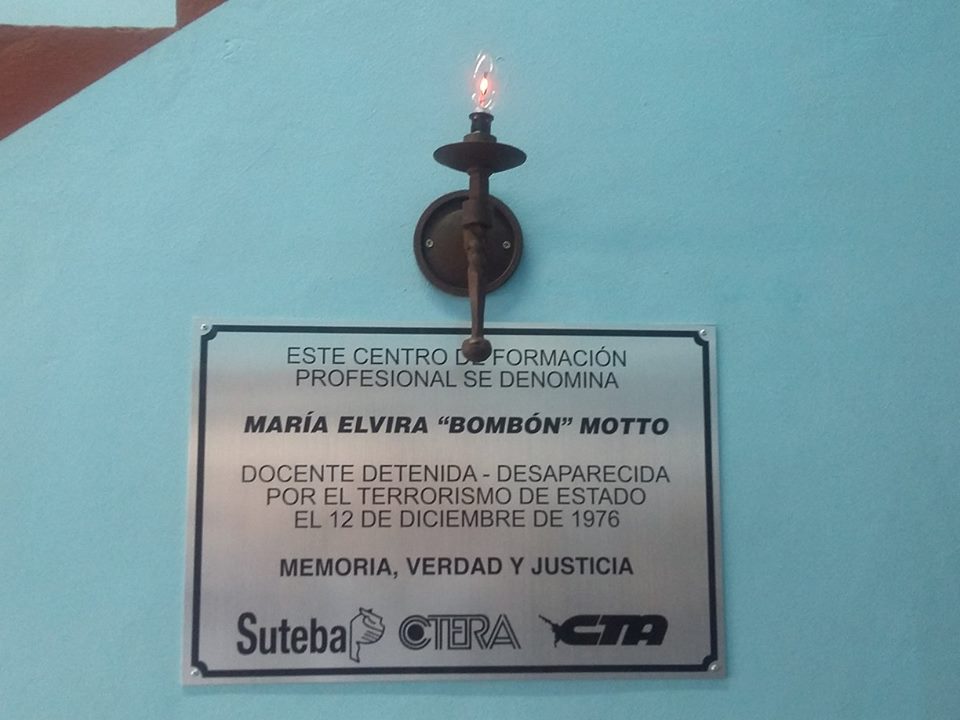 ESTE CENTRO DE FORMACIÓN
PROFESIONAL SE DENOMINA
MARÍA ELVIRA “BOMBÓN” MOTTO
DOCENTE DETENIDA - DESAPARECIDA
POR EL TERRORISMO DE ESTADO
EL 12 DE DICIEMBRE DE 1976
MEMORIA, VERDAD Y JUSTICIA
Suteba CTERA CTA